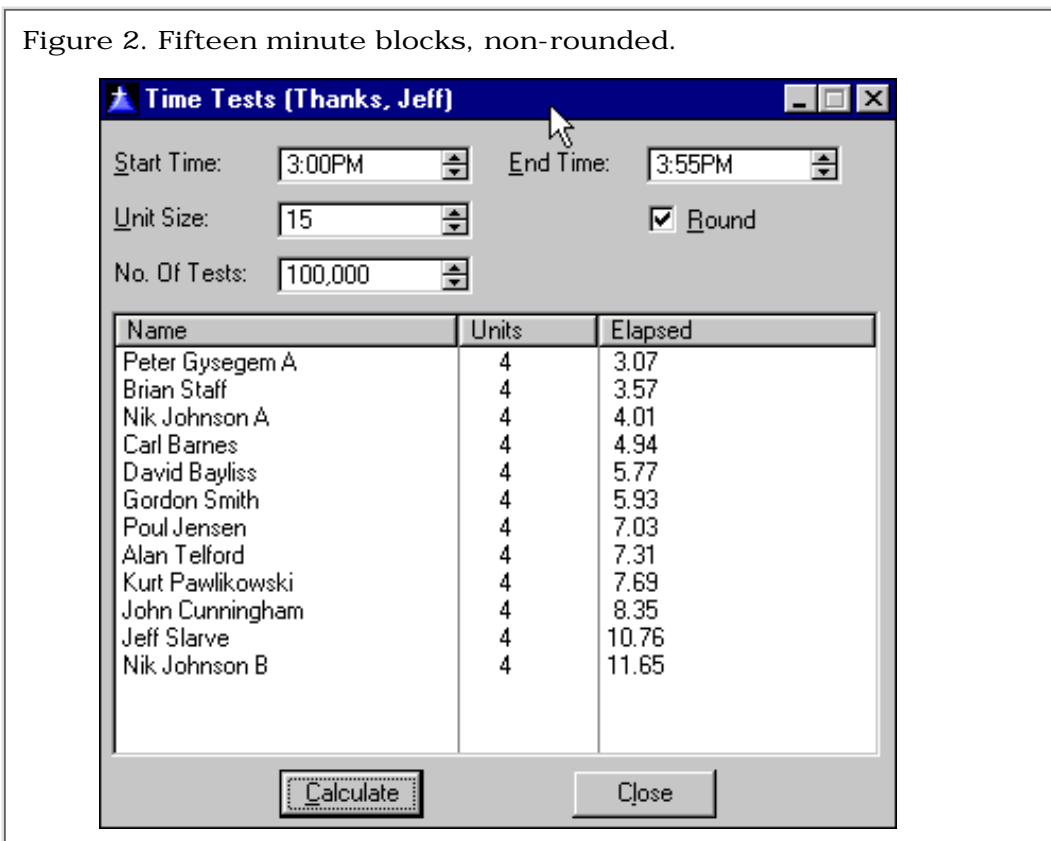 Figure 2. Fifteen minute blocks, non-rounded.
Time Tests (Thanks, Jeff)
Start Time: 3:00PM End Time: 3:55PM
Unit Size: 15 Round
No. Of Tests: 100,000
Name Units Elapsed
Peter Gysegem A 4 3.07
Brian Staff 4 3.57
Nik Johnson A 4 4.01
Carl Barnes 4 4.94
David Bayliss 4 5.77
Gordon Smith 4 5.93
Poul Jensen 4 7.03
Alan Telford 4 7.31
Kurt Pawlikowski 4 7.69
John Cunningham 4 8.35
Jeff Slarve 4 10.76
Nik Johnson B 4 11.65
Calculate Close